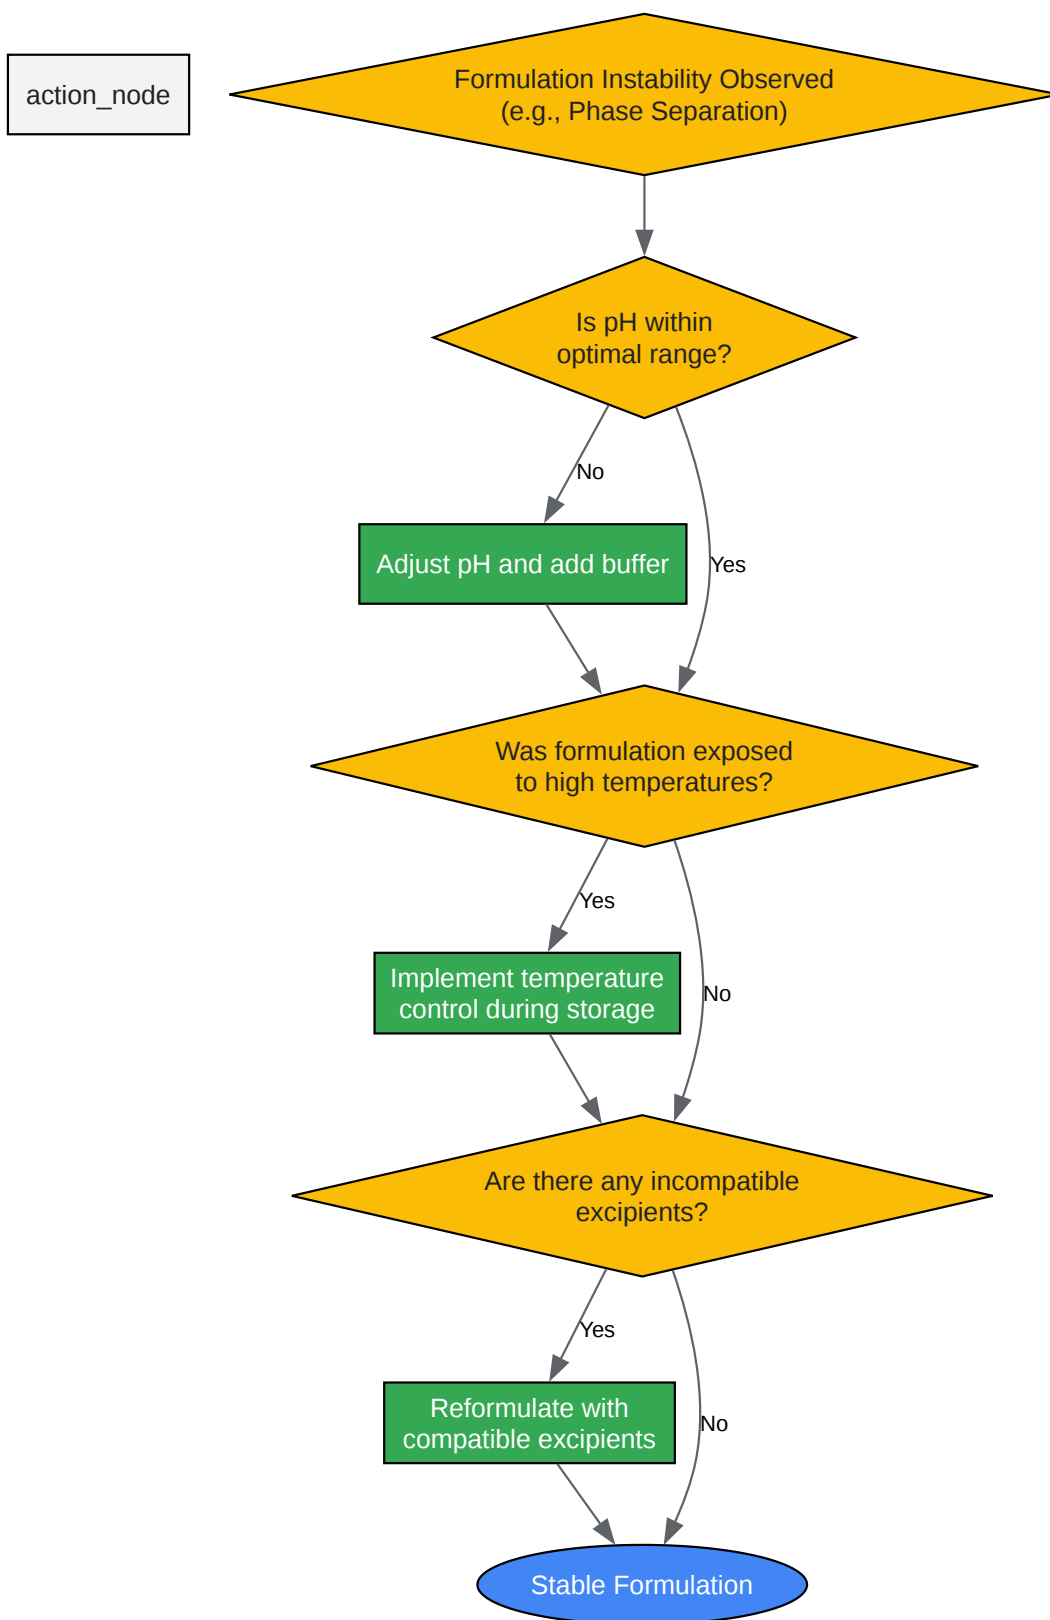 action_node
Formulation Instability Observed
(e.g., Phase Separation)
Is pH within
optimal range?
No
Adjust pH and add buffer
Yes
Was formulation exposed
to high temperatures?
Yes
Implement temperature
control during storage
No
Are there any incompatible
excipients?
Yes
Reformulate with
compatible excipients
No
Stable Formulation